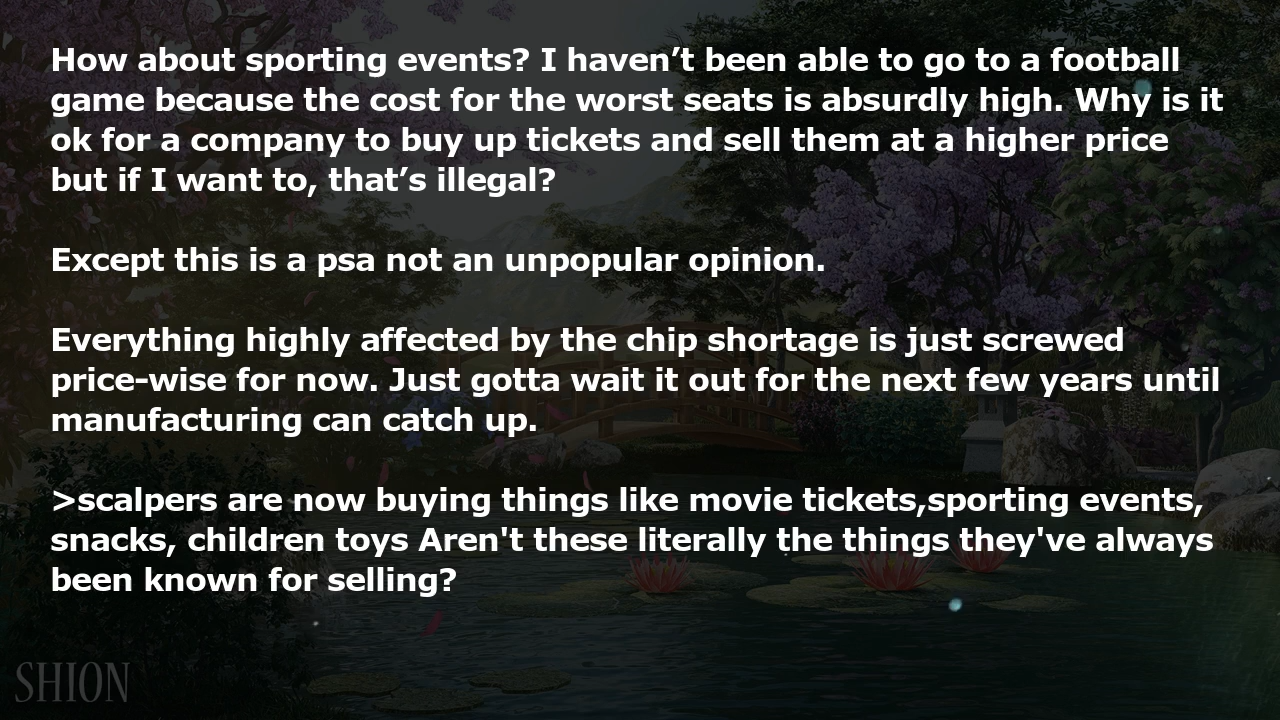 How about sporting events? I haven’t been able to go to a football
game because the cost for the worst seats is absurdly high. Why is it
ok for a company to buy up tickets and sell them at a higher price
but if I want to, that’s illegal?
Except this is a psa not an unpopular opinion.
Everything highly affected by the chip shortage is just screwed
price-wise for now. Just gotta wait it out for the next few years until
manufacturing can catch up.
>scalpers are now buying things like movie tickets,sporting events,
snacks, children toys Aren't these literally the things they've always
been known for selling?
SHION